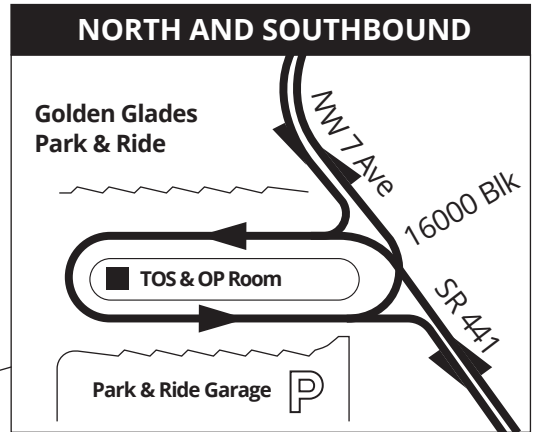 NORTH AND SOUTHBOUND
Golden Glades
Park & Ride
NW 7 Ave
16000 Blk
TOS & OP Room
SR 441
Park & Ride Garage P